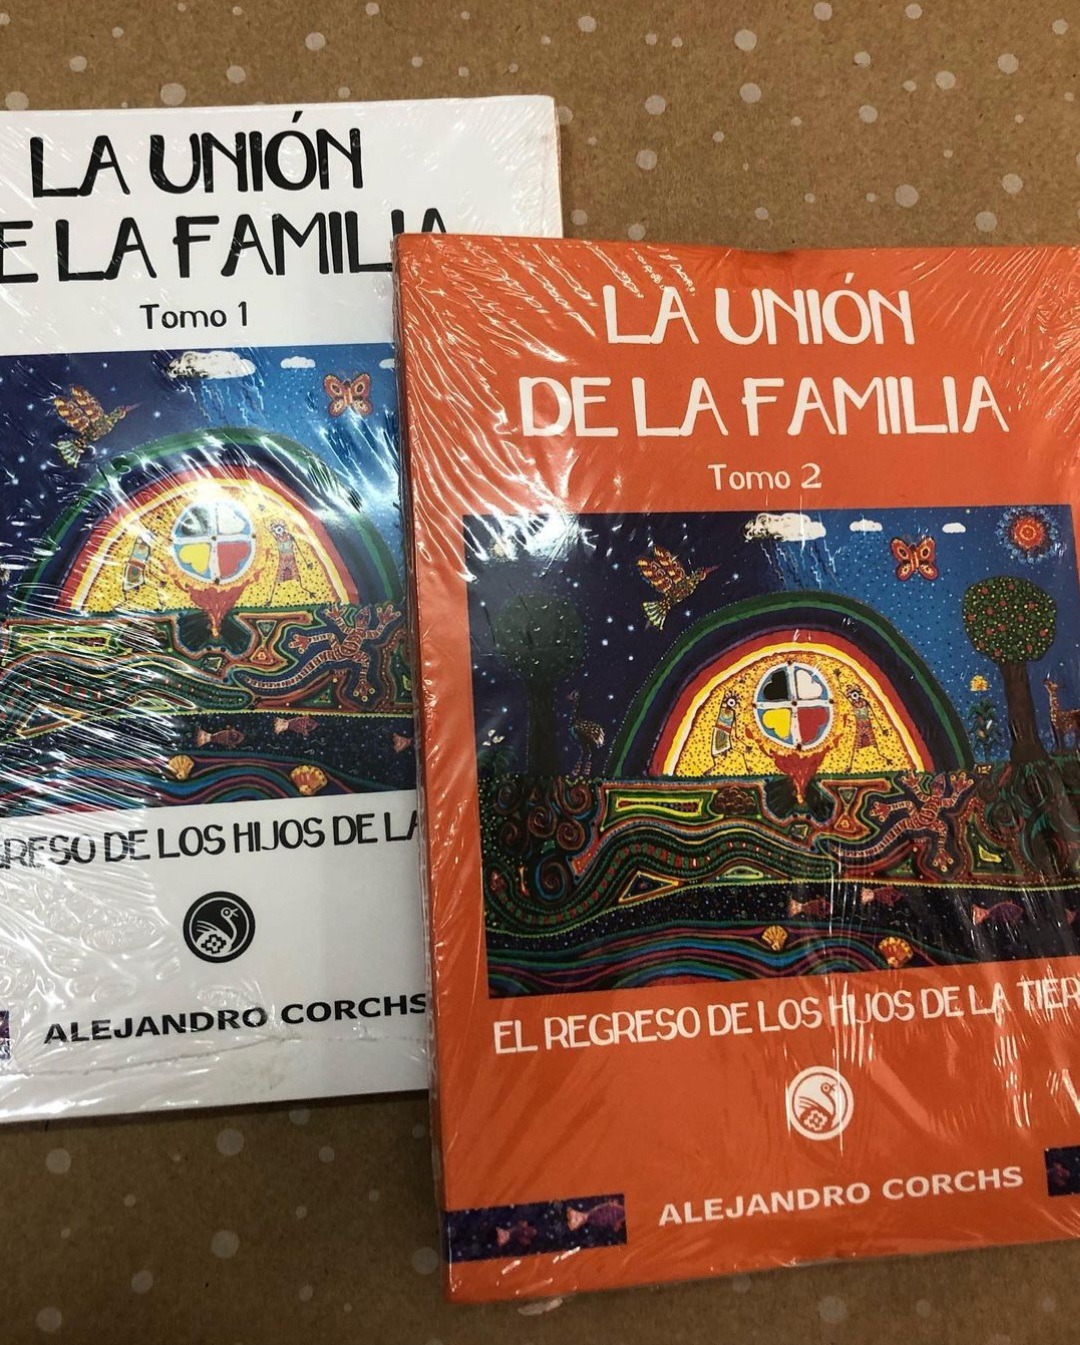 LA UNIÓN
E LA FAMILIA
Tomo 1
GRESO DE LOS HIJOS DE LA
ALEJANDRO CORCHS
LA UNIÓN
DE LA FAMILIA
Tomo 2
EL REGRESO DE LOS HIJOS DE LA TIER
ALEJANDRO CORCHS